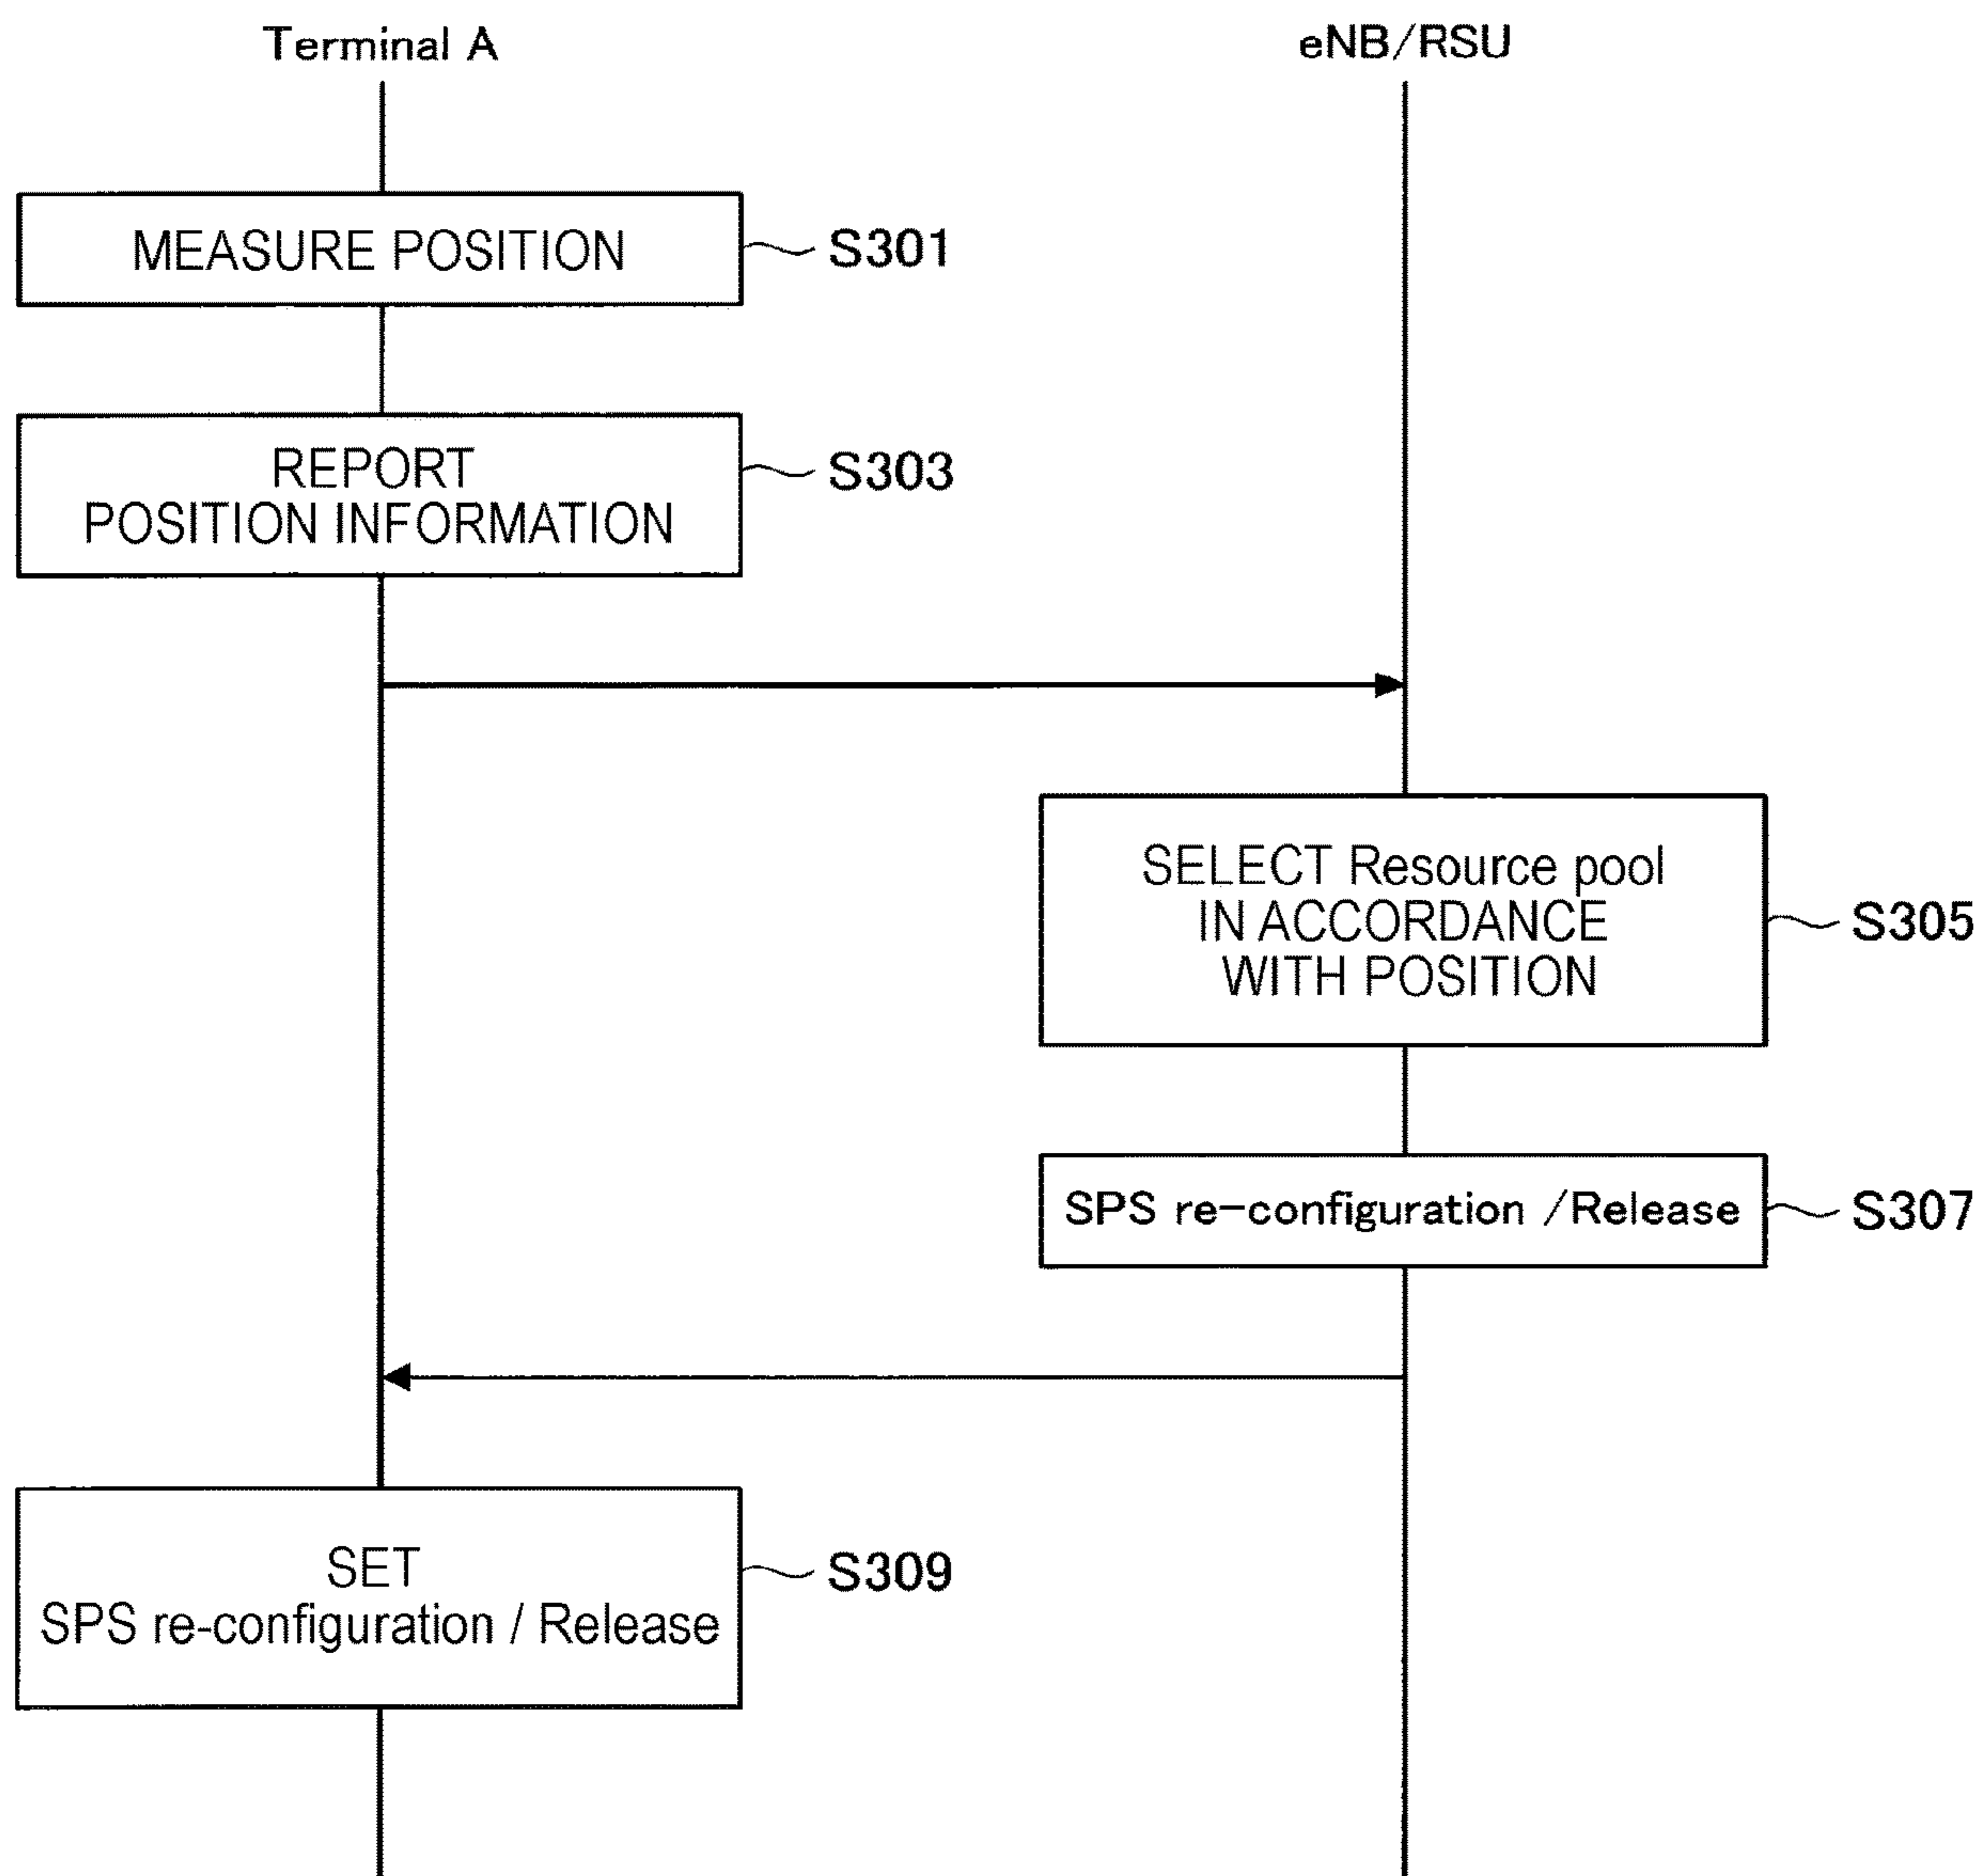 Terminal A
eNB/RSU
MEASURE POSITION
S301
REPORT
POSITION INFORMATION
S303
SELECT Resource pool
IN ACCORDANCE
WITH POSITION
S305
SPS re-configuration /Release
S307
SET
SPS re-configuration / Release
S309